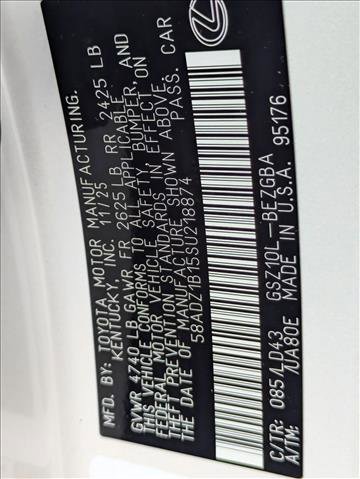 MFD. BY: TOYOTA MOTOR MANUFACTURING.
KENTUCKY, INC. 11/25
GVWR 4740 LB GAWR FR 2625 LB, RR 2425 LB
THIS VEHICLE CONFORMS TO ALL APPLICABLE
FEDERAL MOTOR VEHICLE SAFETY, BUMPER, AND
THEFT PREVENTION STANDARDS IN EFFECT ON
THE DATE OF MANUFACTURE SHOWN ABOVE.
58ADZ1B15SU218874 PASS. CAR
C/TR: 085/LD43 GSZ10L-BEZGBA
A/TM: /UA80E MADE IN U.S.A. 95176